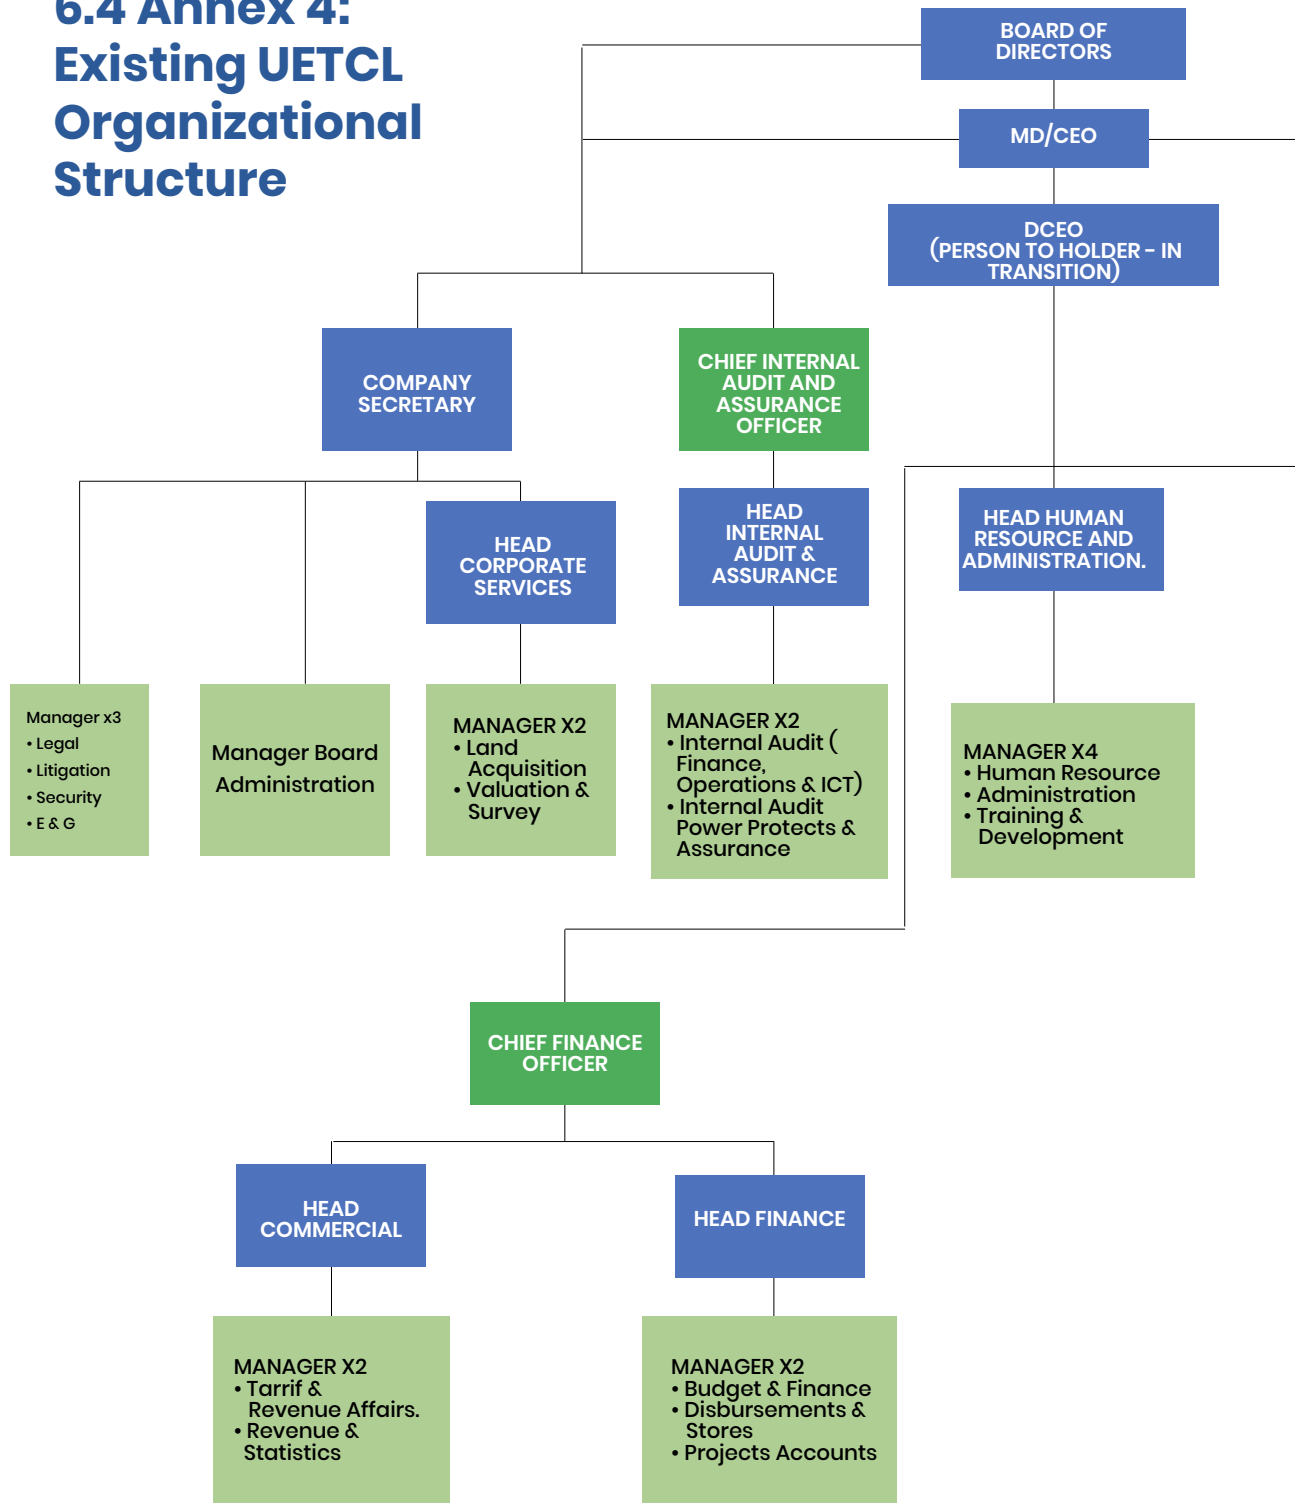 6.4 Annex 4:
Existing UETCL
Organizational
Structure
BOARD OF
DIRECTORS
MD/CEO
DCEO
(PERSON TO HOLDER - IN
TRANSITION)
COMPANY
SECRETARY
CHIEF INTERNAL
AUDIT AND
ASSURANCE
OFFICER
HEAD
CORPORATE
SERVICES
HEAD
INTERNAL
AUDIT &
ASSURANCE
HEAD HUMAN
RESOURCE AND
ADMINISTRATION.
Manager x3
• Legal
• Litigation
• Security
• E & G
Manager Board
Administration
MANAGER X2
• Land
Acquisition
• Valuation &
Survey
MANAGER X2
• Internal Audit (
Finance,
Operations & ICT)
• Internal Audit
Power Protects &
Assurance
MANAGER X4
• Human Resource
• Administration
• Training &
Development
CHIEF FINANCE
OFFICER
HEAD
COMMERCIAL
HEAD FINANCE
MANAGER X2
• Tarrif &
Revenue Affairs.
• Revenue &
Statistics
MANAGER X2
• Budget & Finance
• Disbursements &
Stores
• Projects Accounts